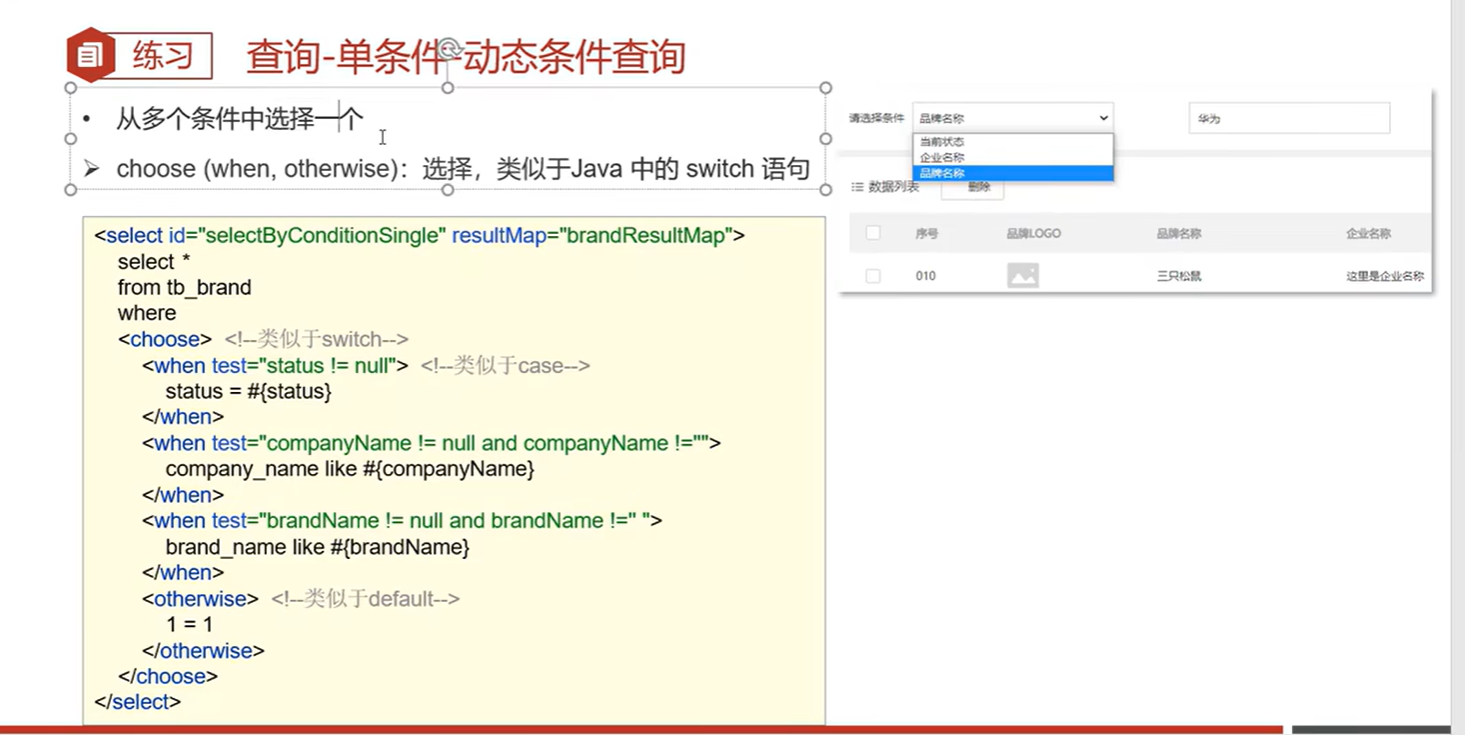 练习
查询-单条件-动态条件查询
• 从多个条件中选择一个
➢ choose (when, otherwise)：选择，类似于Java 中的 switch 语句
<select id="selectByConditionSingle" resultMap="brandResultMap">
select *
from tb_brand
where
<choose> <!--类似于switch-->
<when test="status != null"> <!--类似于case-->
status = #{status}
</when>
<when test="companyName != null and companyName !=""">
company_name like #{companyName}
</when>
<when test="brandName != null and brandName !=" ">
brand_name like #{brandName}
</when>
<otherwise> <!--类似于default-->
1 = 1
</otherwise>
</choose>
</select>
请选择条件 品牌名称 华为
当前状态
企业名称
品牌名称
数据列表 删除
序号 品牌LOGO 品牌名称 企业名称
010 三只松鼠 这里是企业名称